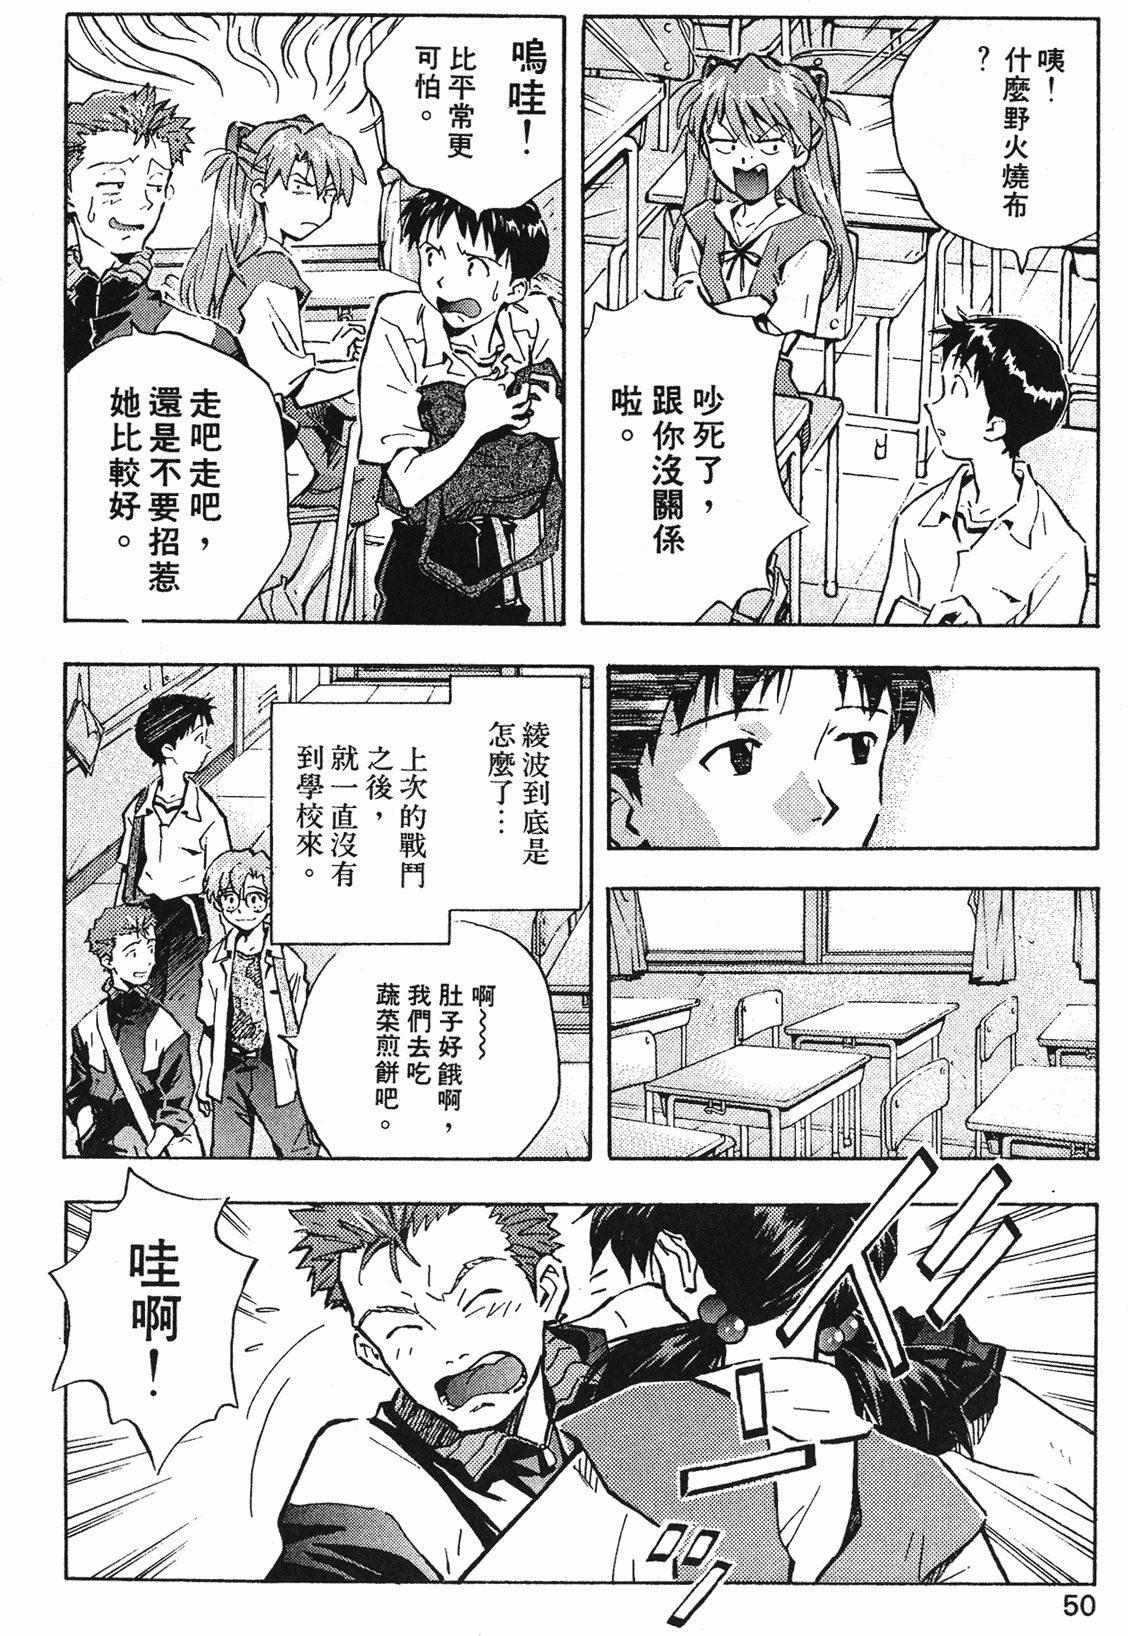 咦！
什麼野火燒布
？
吵死了，
跟你沒關係
啦。
嗚哇！
比平常更
可怕。
走吧走吧，
還是不要招惹
她比較好。
綾波到底是
怎麼了…
上次的戰鬥
之後，
就一直沒有
到學校來。
啊～～
肚子好餓啊，
我們去吃
蔬菜煎餅吧。
哇啊！
50